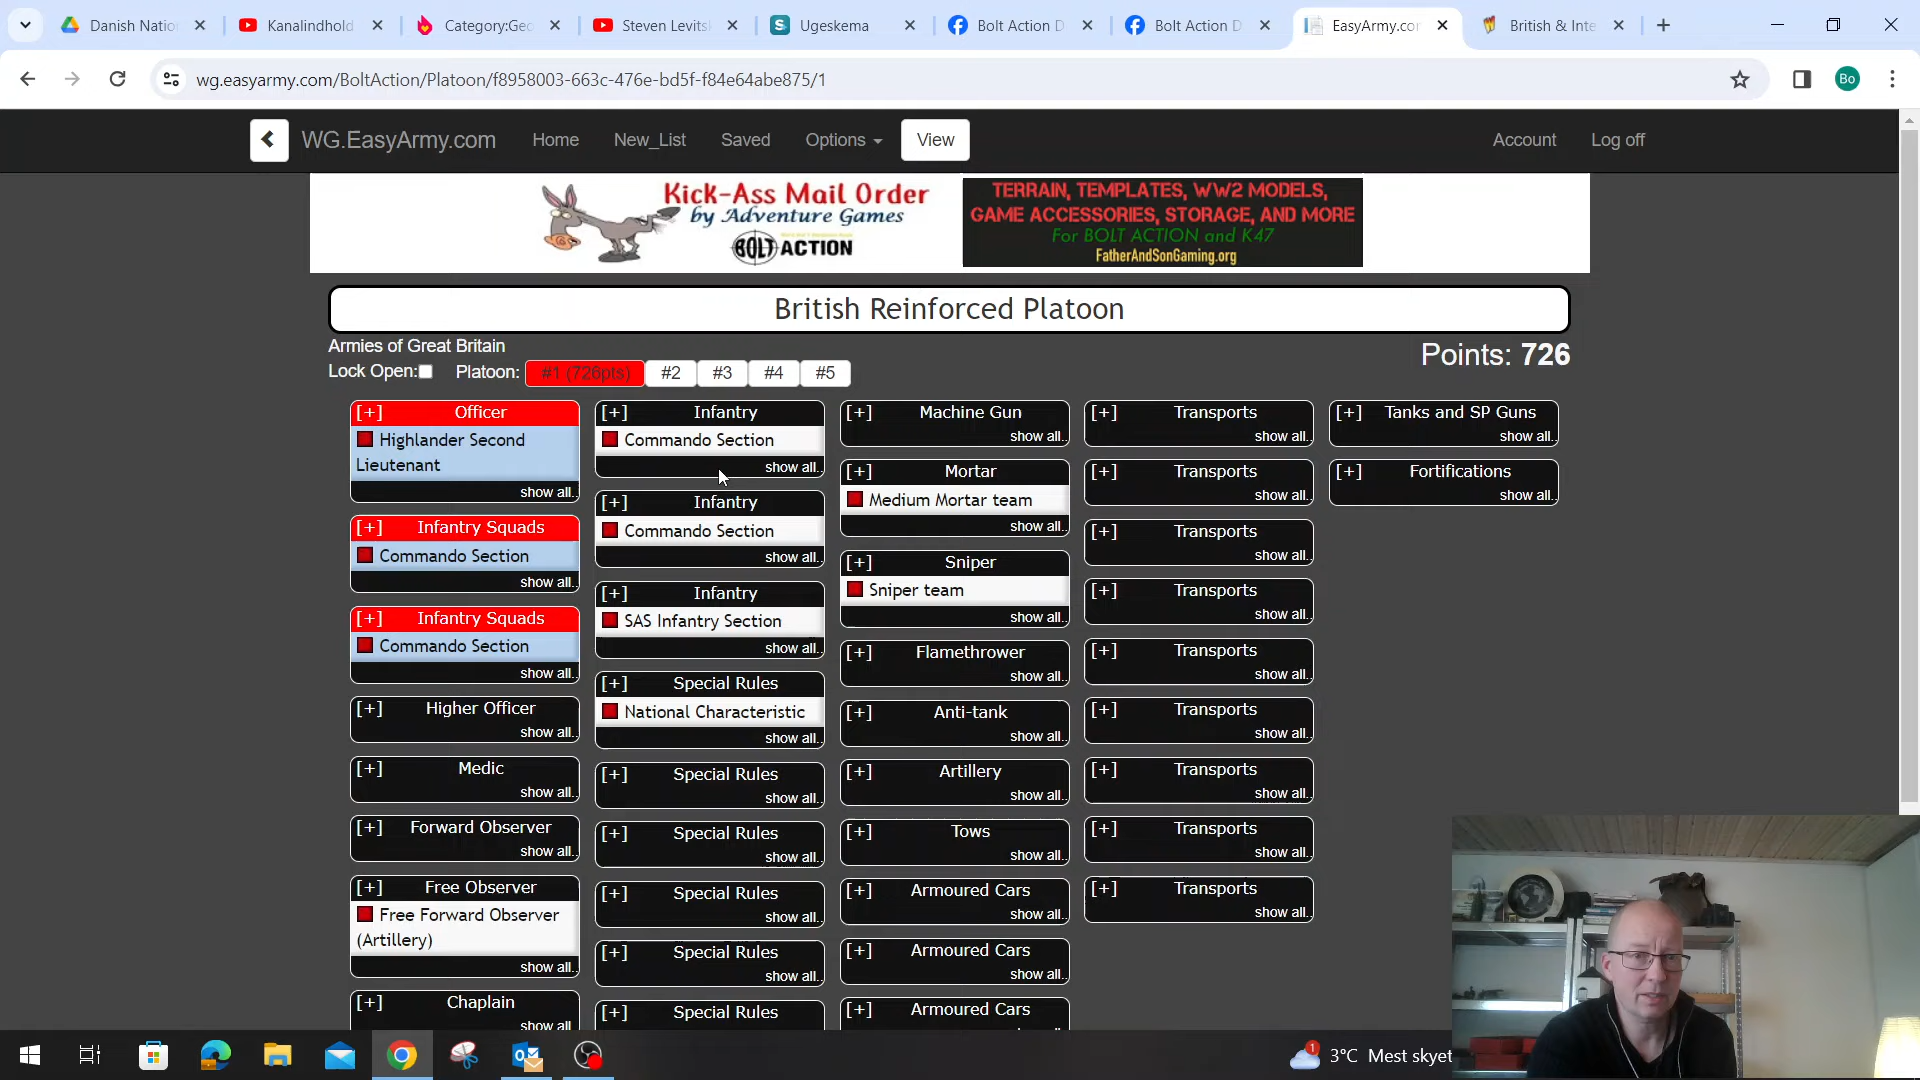 Danish Natio
Kanalindhold
Category:Geo
Steven Levits
Ugeskema
Bolt Action D
Bolt Action D
EasyArmy.co
British & Inte
wg.easyarmy.com/BoltAction/Platoon/f8958003-663c-476e-bd5f-f84e64abe875/1
Bo
WG.EasyArmy.com
Home
New_List
Saved
Options
View
Account
Log off
Kick-Ass Mail Order
by Adventure Games
BOLT ACTION
TERRAIN, TEMPLATES, WW2 MODELS,
GAME ACCESSORIES, STORAGE, AND MORE
For BOLT ACTION and K47
FatherAndSonGaming.org
British Reinforced Platoon
Armies of Great Britain
Points: 726
Lock Open:
Platoon:
#1 (726pts)
#2
#3
#4
#5
[+] Officer
Highlander Second
Lieutenant
show all..
[+] Infantry Squads
Commando Section
show all..
[+] Infantry Squads
Commando Section
show all..
[+] Higher Officer
show all..
[+] Medic
show all..
[+] Forward Observer
show all..
[+] Free Observer
Free Forward Observer
(Artillery)
show all..
[+] Chaplain
show all..
[+] Infantry
Commando Section
show all..
[+] Infantry
Commando Section
show all..
[+] Infantry
SAS Infantry Section
show all..
[+] Special Rules
National Characteristic
show all..
[+] Special Rules
show all..
[+] Special Rules
show all..
[+] Special Rules
show all..
[+] Special Rules
show all..
[+] Special Rules
[+] Machine Gun
show all..
[+] Mortar
Medium Mortar team
show all..
[+] Sniper
Sniper team
show all..
[+] Flamethrower
show all..
[+] Anti-tank
show all..
[+] Artillery
show all..
[+] Tows
show all..
[+] Armoured Cars
show all..
[+] Armoured Cars
show all..
[+] Armoured Cars
[+] Transports
show all..
[+] Transports
show all..
[+] Transports
show all..
[+] Transports
show all..
[+] Transports
show all..
[+] Transports
show all..
[+] Transports
show all..
[+] Transports
show all..
[+] Transports
show all..
[+] Tanks and SP Guns
show all..
[+] Fortifications
show all..
1
3°C Mest skyet